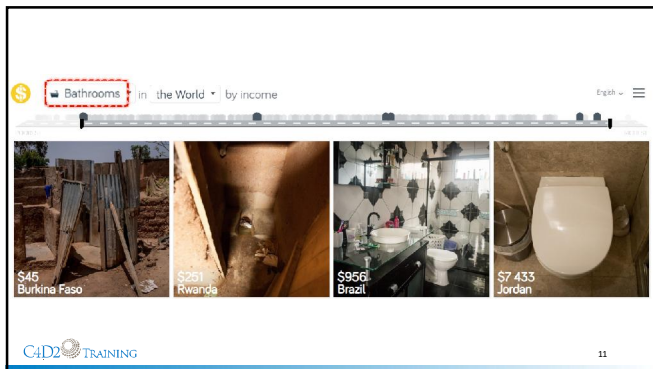 $ Bathrooms in the World by income
English
$45
Burkina Faso
$251
Rwanda
$956
Brazil
$7 433
Jordan
C4D2 TRAINING
11